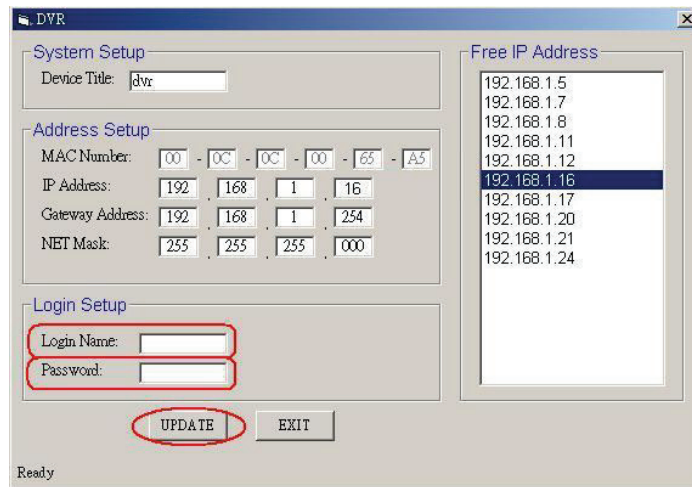 DVR
System Setup
Device Title: dvr
Address Setup
MAC Number: 00 - 0C - 0C - 00 - 65 - A5
IP Address: 192 . 168 . 1 . 16
Gateway Address: 192 . 168 . 1 . 254
NET Mask: 255 . 255 . 255 . 000
Login Setup
Login Name:
Password:
UPDATE EXIT
Ready
Free IP Address
192.168.1.5
192.168.1.7
192.168.1.8
192.168.1.11
192.168.1.12
192.168.1.16
192.168.1.17
192.168.1.20
192.168.1.21
192.168.1.24